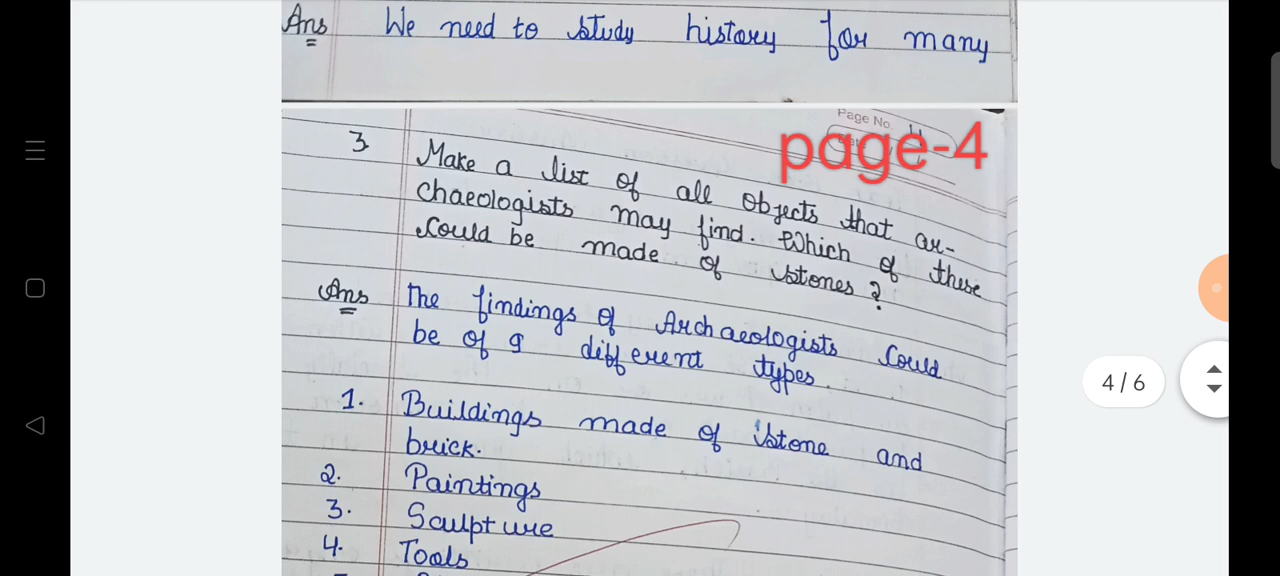 Ans We need to study history for many
Page No. 4
page-4
3 Make a list of all objects that ar-
chaeologists may find. Which of these
could be made of stones?
Ans The findings of Archaeologists could
be of 9 different types.
1. Buildings made of stone and
brick.
2. Paintings
3. Sculpture
4. Tools
4/6